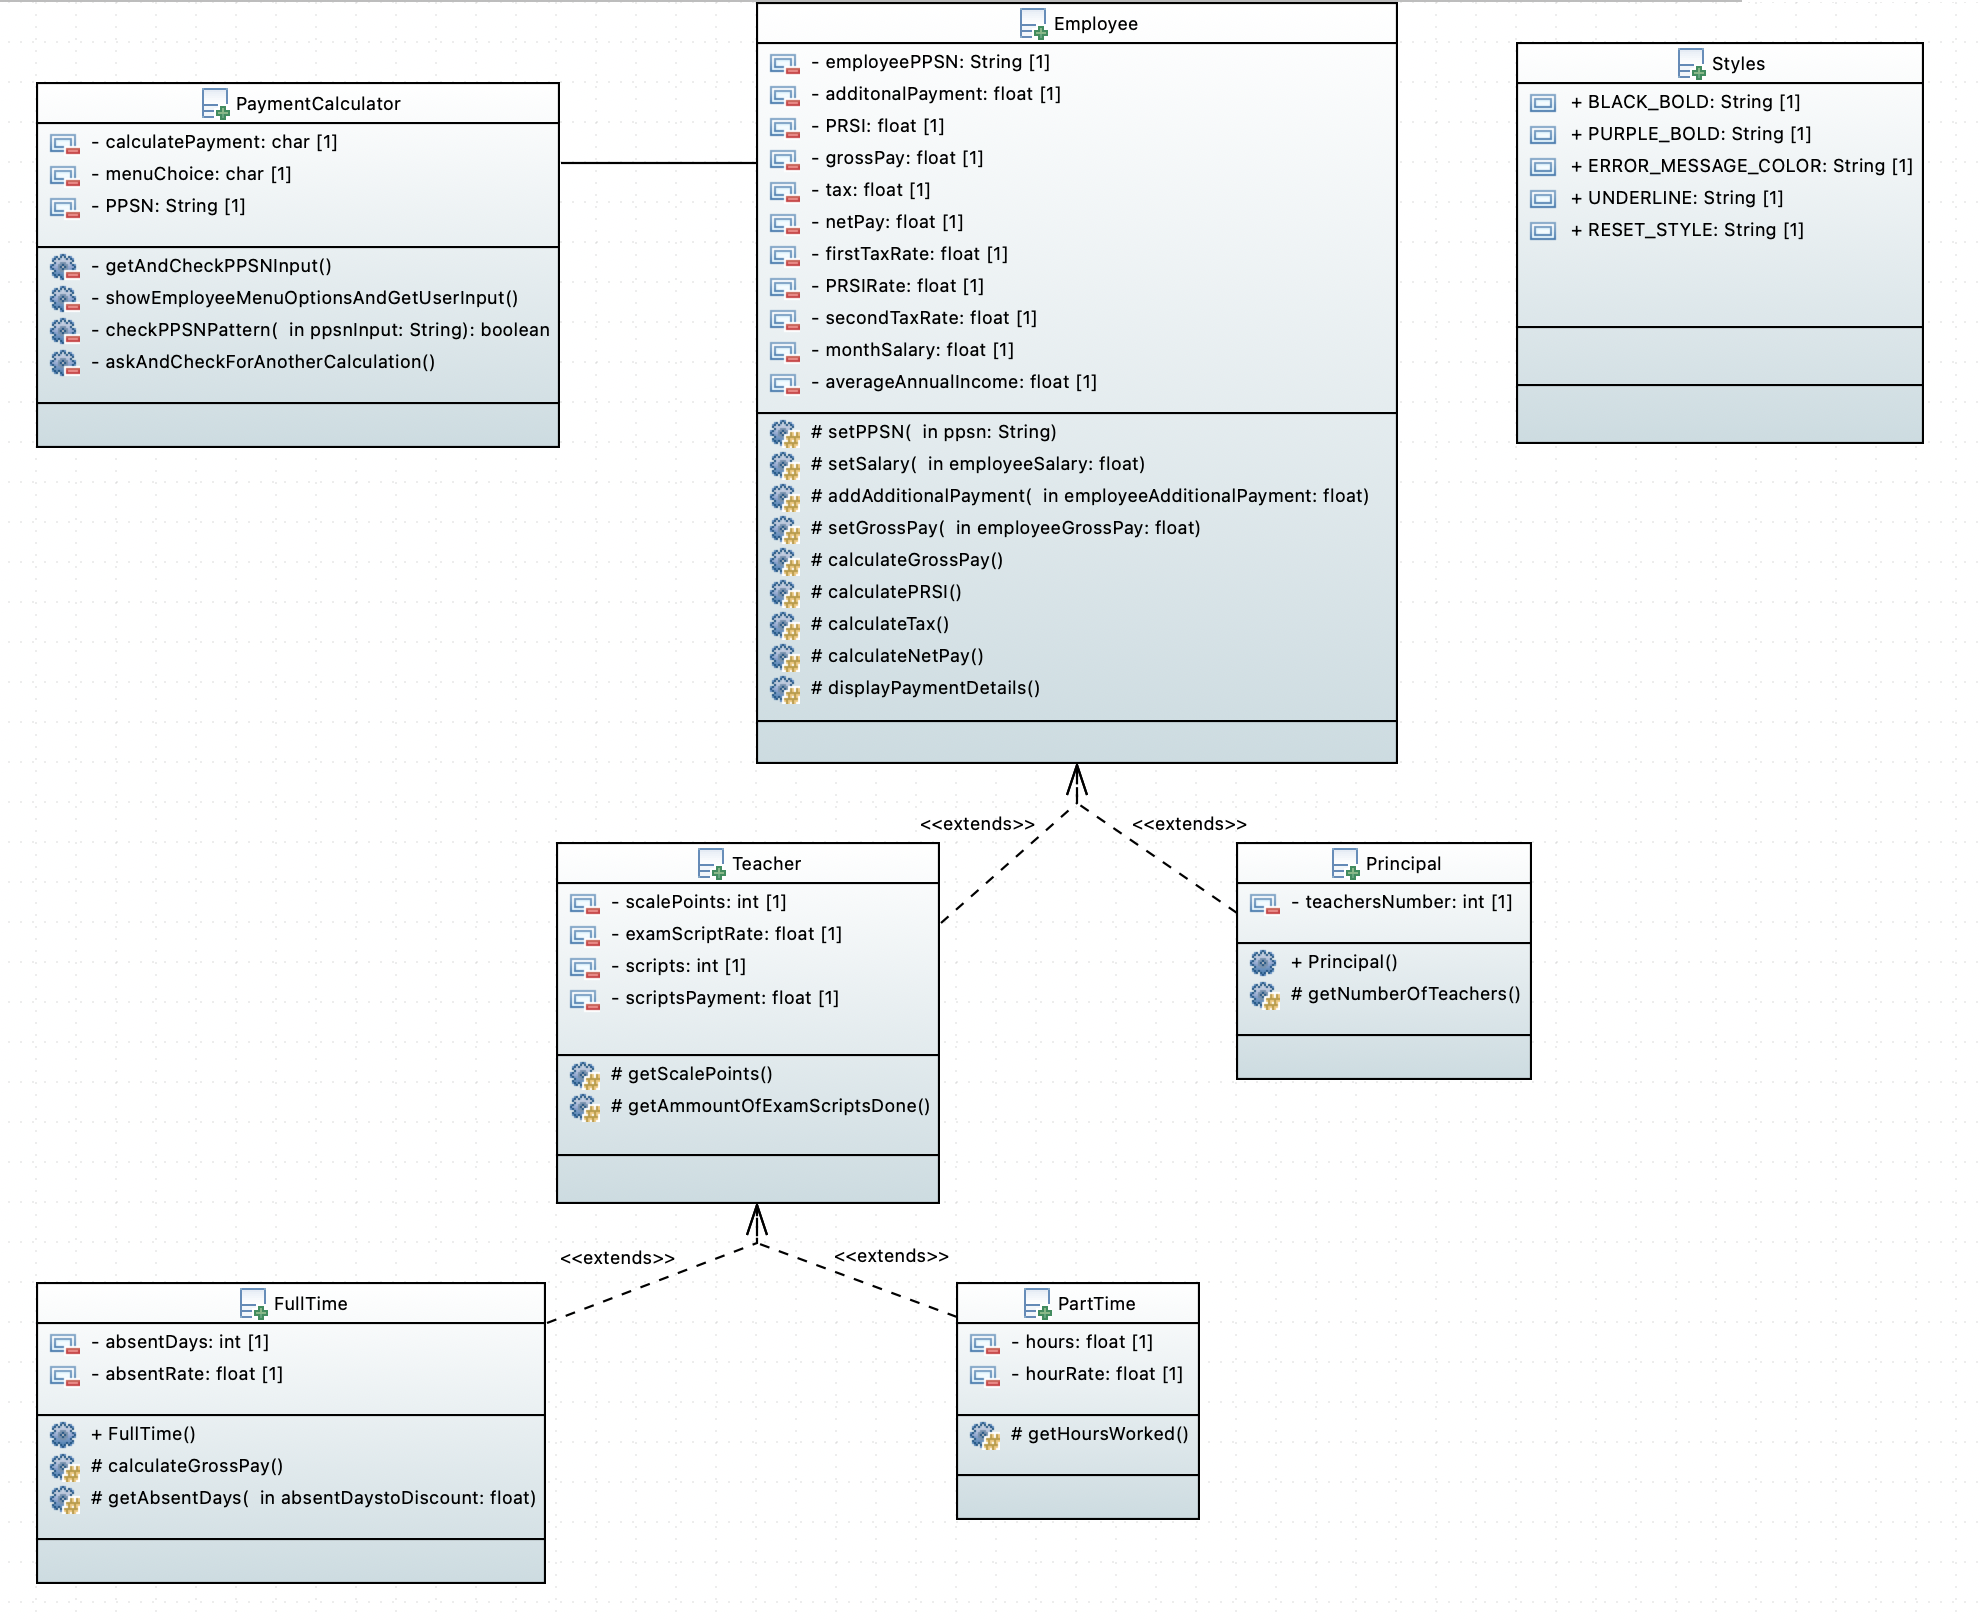 PaymentCalculator
- calculatePayment: char [1]
- menuChoice: char [1]
- PPSN: String [1]
- getAndCheckPPSNInput()
- showEmployeeMenuOptionsAndGetUserInput()
- checkPPSNPattern(  in ppsnInput: String): boolean
- askAndCheckForAnotherCalculation()
Employee
- employeePPSN: String [1]
- additonalPayment: float [1]
- PRSI: float [1]
- grossPay: float [1]
- tax: float [1]
- netPay: float [1]
- firstTaxRate: float [1]
- PRSIRate: float [1]
- secondTaxRate: float [1]
- monthSalary: float [1]
- averageAnnualIncome: float [1]
# setPPSN(  in ppsn: String)
# setSalary(  in employeeSalary: float)
# addAdditionalPayment(  in employeeAdditionalPayment: float)
# setGrossPay(  in employeeGrossPay: float)
# calculateGrossPay()
# calculatePRSI()
# calculateTax()
# calculateNetPay()
# displayPaymentDetails()
Styles
+ BLACK_BOLD: String [1]
+ PURPLE_BOLD: String [1]
+ ERROR_MESSAGE_COLOR: String [1]
+ UNDERLINE: String [1]
+ RESET_STYLE: String [1]
<<extends>>
<<extends>>
Teacher
- scalePoints: int [1]
- examScriptRate: float [1]
- scripts: int [1]
- scriptsPayment: float [1]
# getScalePoints()
# getAmmountOfExamScriptsDone()
Principal
- teachersNumber: int [1]
+ Principal()
# getNumberOfTeachers()
<<extends>>
<<extends>>
FullTime
- absentDays: int [1]
- absentRate: float [1]
+ FullTime()
# calculateGrossPay()
# getAbsentDays(  in absentDaystoDiscount: float)
PartTime
- hours: float [1]
- hourRate: float [1]
# getHoursWorked()